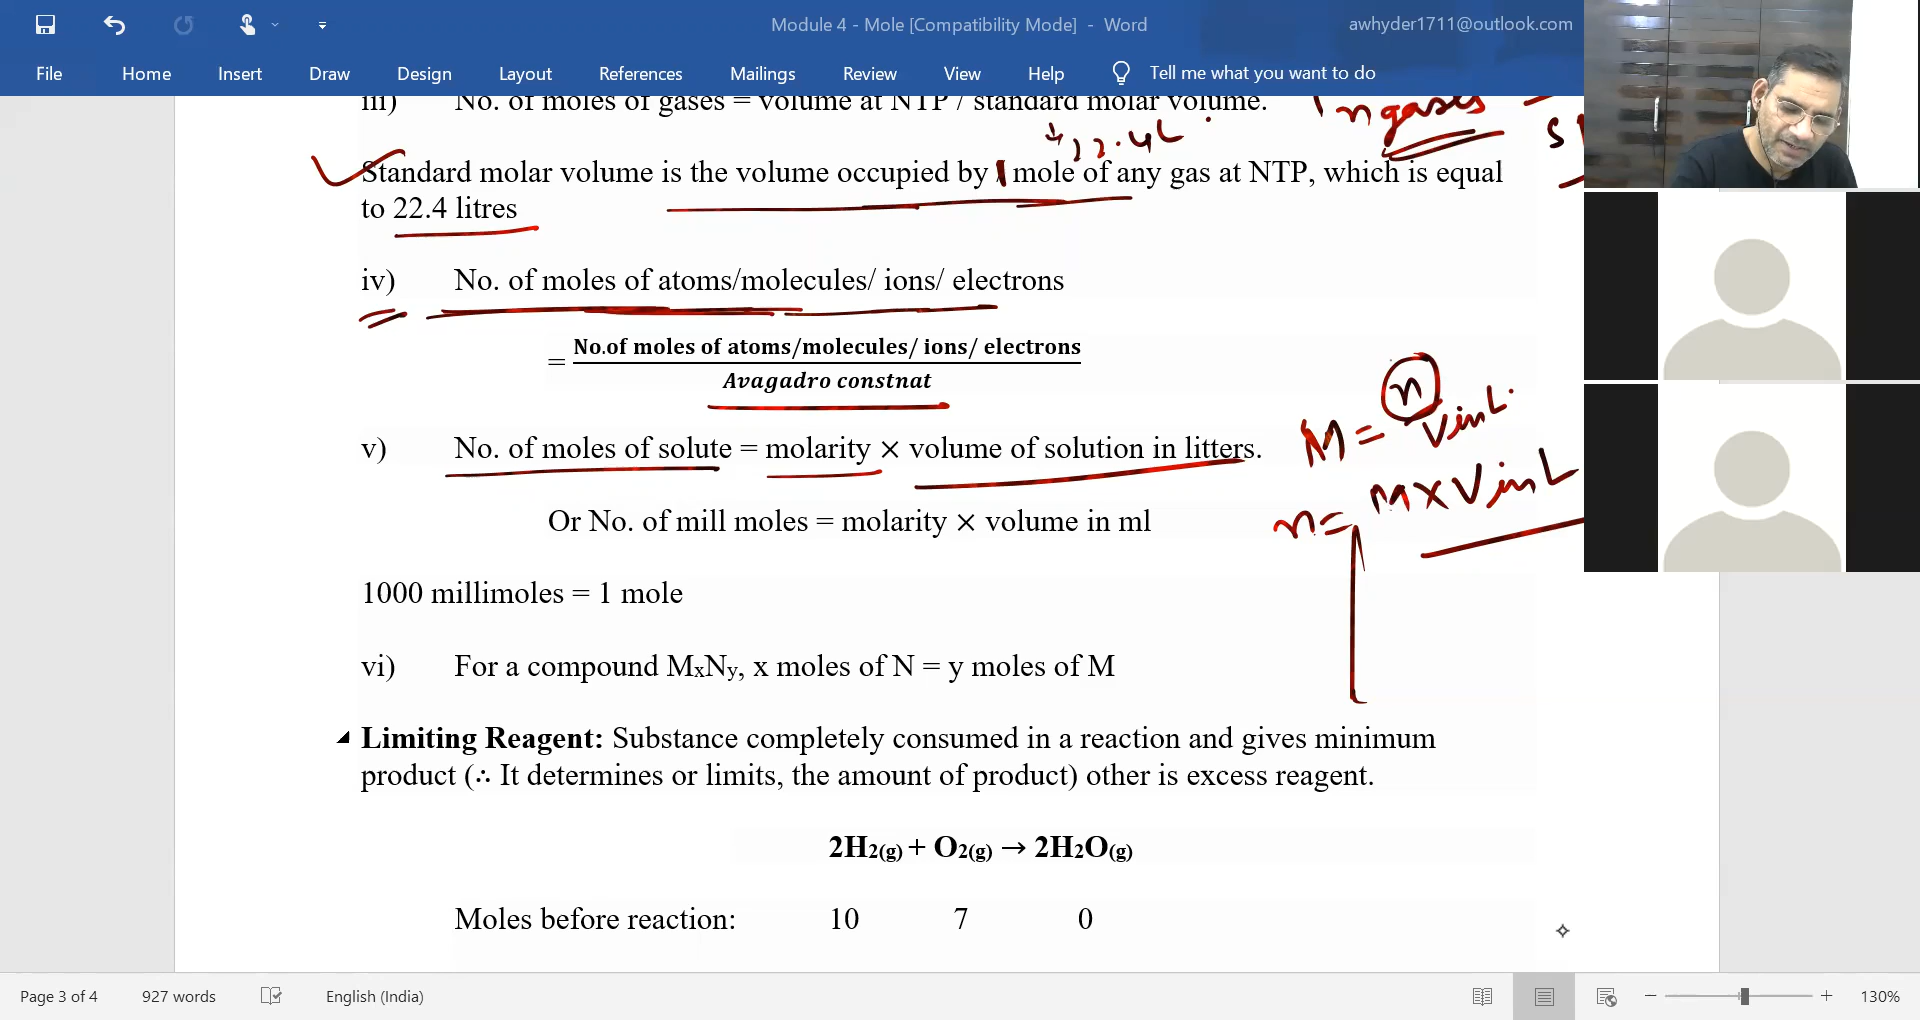 Module 4 - Mole [Compatibility Mode] - Word
awhyder1711@outlook.com
File Home Insert Draw Design Layout References Mailings Review View Help Tell me what you want to do
iii) No. of moles of gases = volume at NTP / standard molar volume.
n gases
22.4L
Standard molar volume is the volume occupied by 1 mole of any gas at NTP, which is equal
to 22.4 litres
iv) No. of moles of atoms/molecules/ ions/ electrons
= No.of moles of atoms/molecules/ ions/ electrons
Avagadro constnat
M = n
V in L
v) No. of moles of solute = molarity × volume of solution in litters.
n = M × V in L
Or No. of mill moles = molarity × volume in ml
1000 millimoles = 1 mole
vi) For a compound MxNy, x moles of N = y moles of M
Limiting Reagent: Substance completely consumed in a reaction and gives minimum
product (∴ It determines or limits, the amount of product) other is excess reagent.
2H2(g) + O2(g) → 2H2O(g)
Moles before reaction: 10 7 0
Page 3 of 4 927 words English (India) 130%